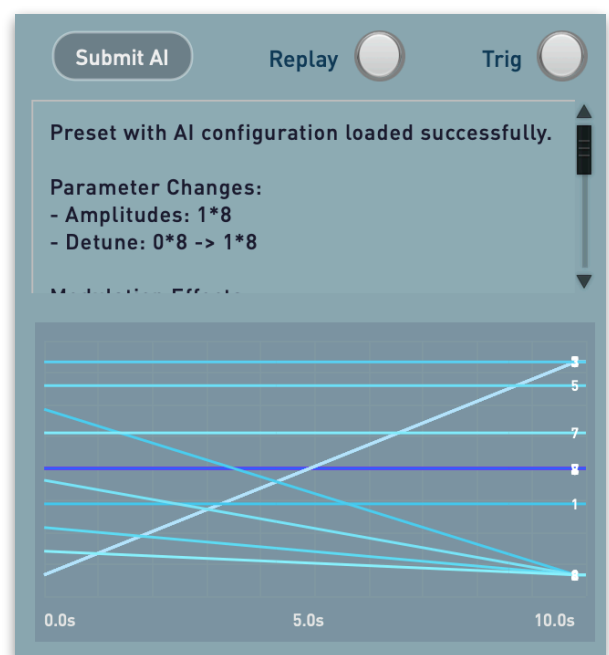 Submit AI
Replay
Trig
Preset with AI configuration loaded successfully.
Parameter Changes:
- Amplitudes: 1*8
- Detune: 0*8 -> 1*8
5
7
1
0.0s
5.0s
10.0s